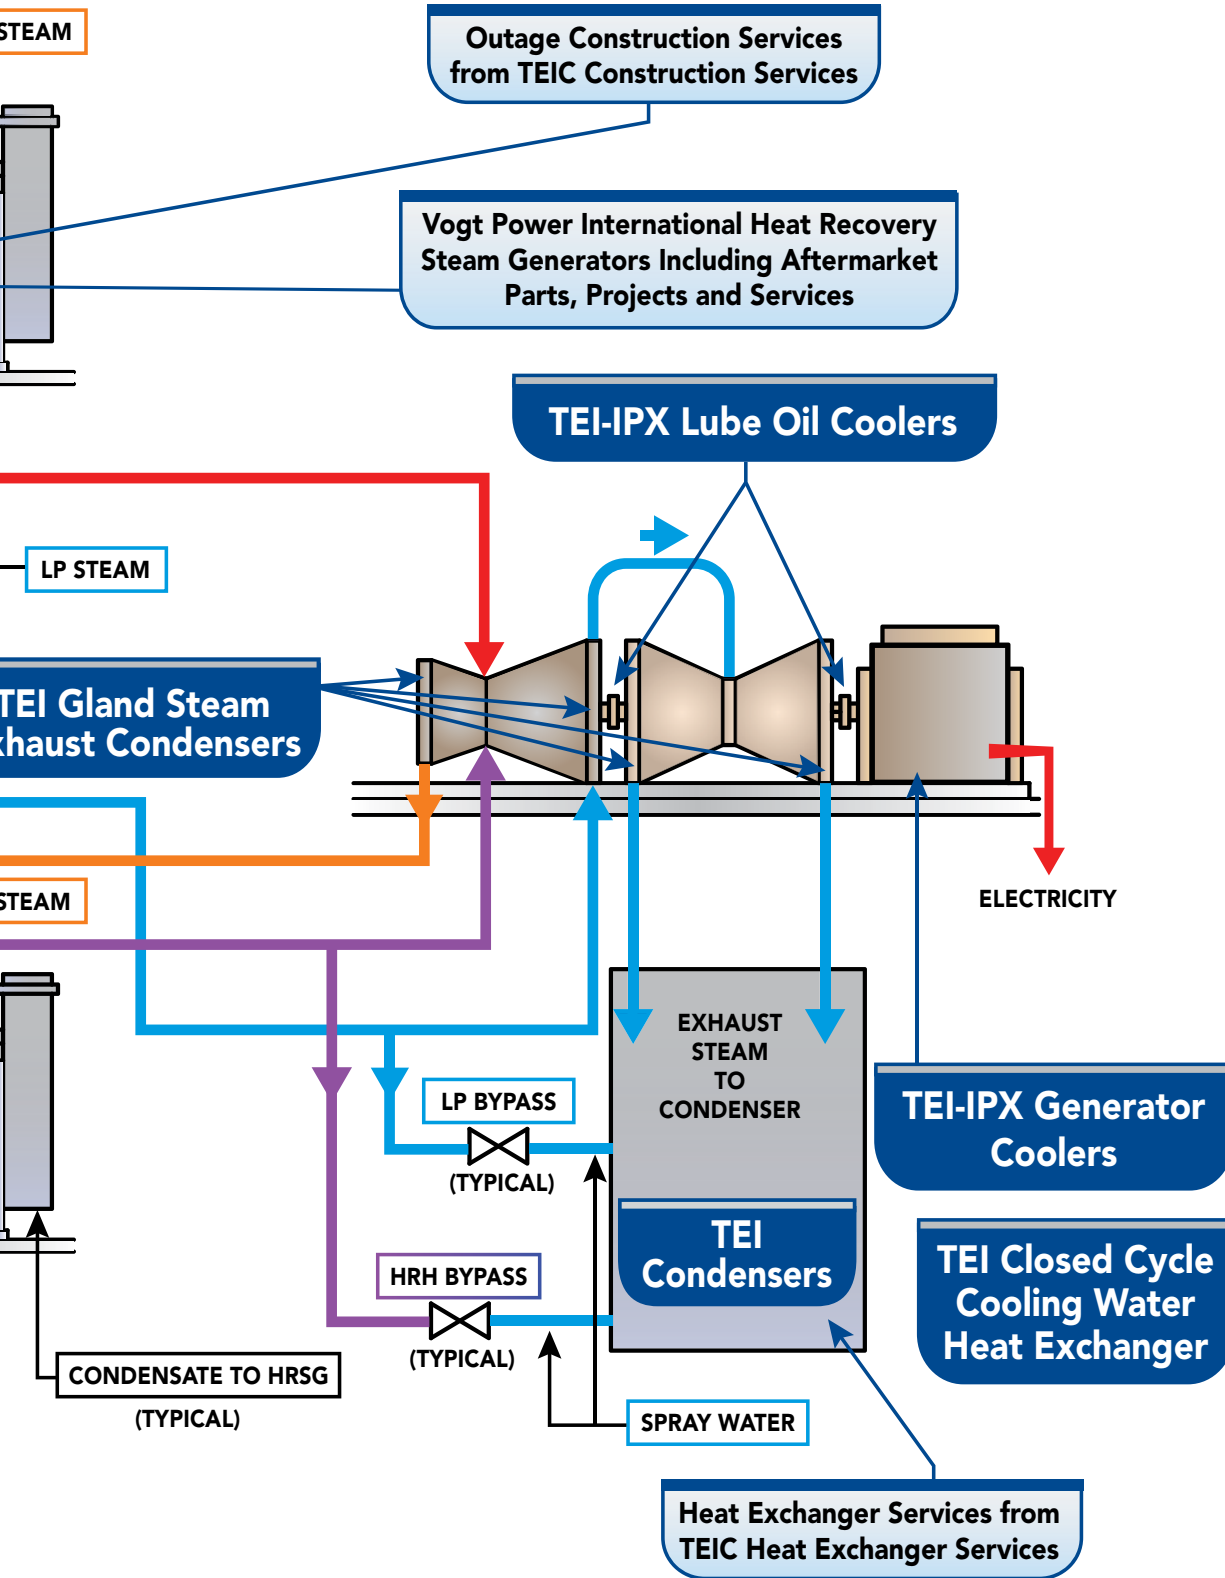 STEAM
Outage Construction Services
from TEIC Construction Services
Vogt Power International Heat Recovery
Steam Generators Including Aftermarket
Parts, Projects and Services
TEI-IPX Lube Oil Coolers
LP STEAM
TEI Gland Steam
xhaust Condensers
STEAM
ELECTRICITY
EXHAUST
STEAM
TO
CONDENSER
LP BYPASS
(TYPICAL)
TEI-IPX Generator
Coolers
TEI
Condensers
HRH BYPASS
(TYPICAL)
TEI Closed Cycle
Cooling Water
Heat Exchanger
CONDENSATE TO HRSG
(TYPICAL)
SPRAY WATER
Heat Exchanger Services from
TEIC Heat Exchanger Services